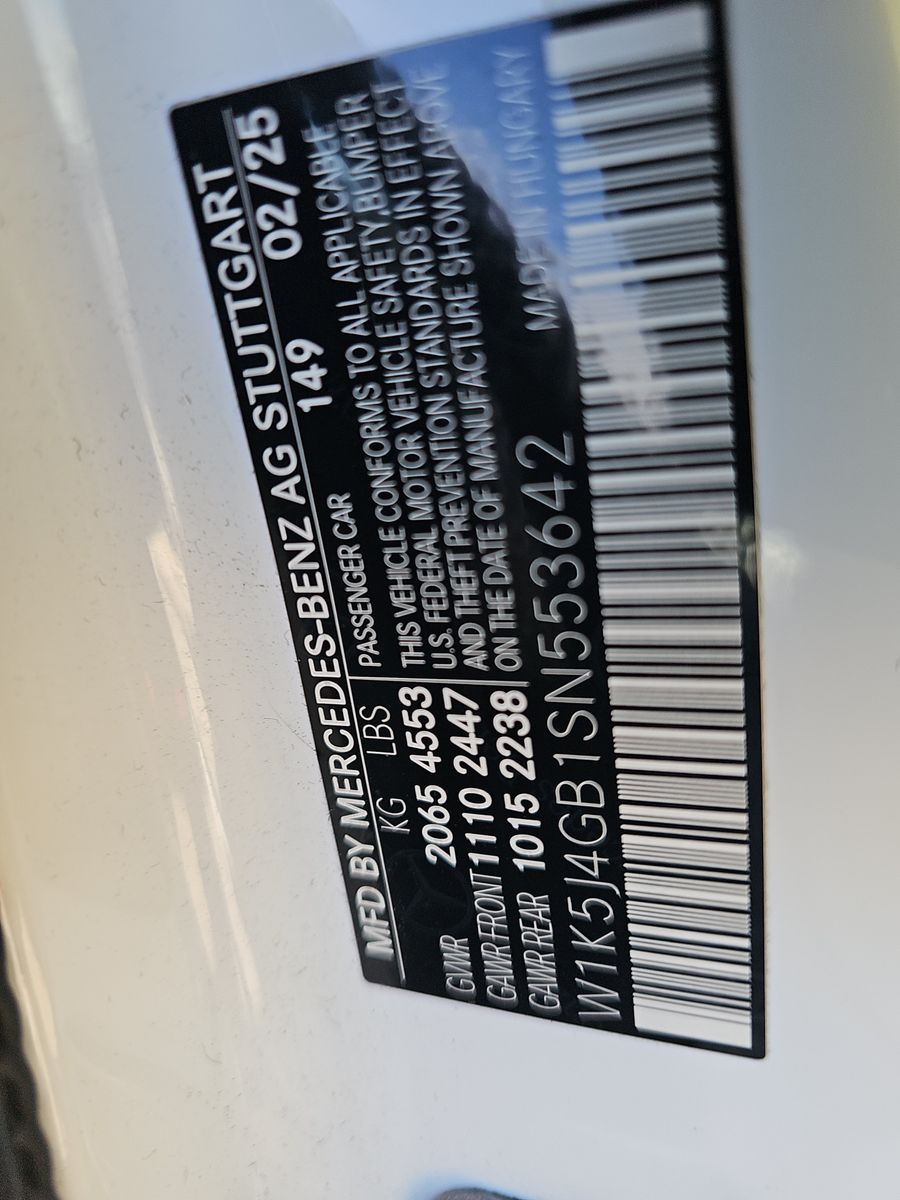 MFD BY MERCEDES-BENZ AG STUTTGART
149 02/25
KG LBS PASSENGER CAR
GVWR 2065 4553
GAWR FRONT 1110 2447
GAWR REAR 1015 2238
THIS VEHICLE CONFORMS TO ALL APPLICABLE
U.S. FEDERAL MOTOR VEHICLE SAFETY, BUMPER
AND THEFT PREVENTION STANDARDS IN EFFECT
ON THE DATE OF MANUFACTURE SHOWN ABOVE
MADE IN HUNGARY
W1K5J4GB1SN553642